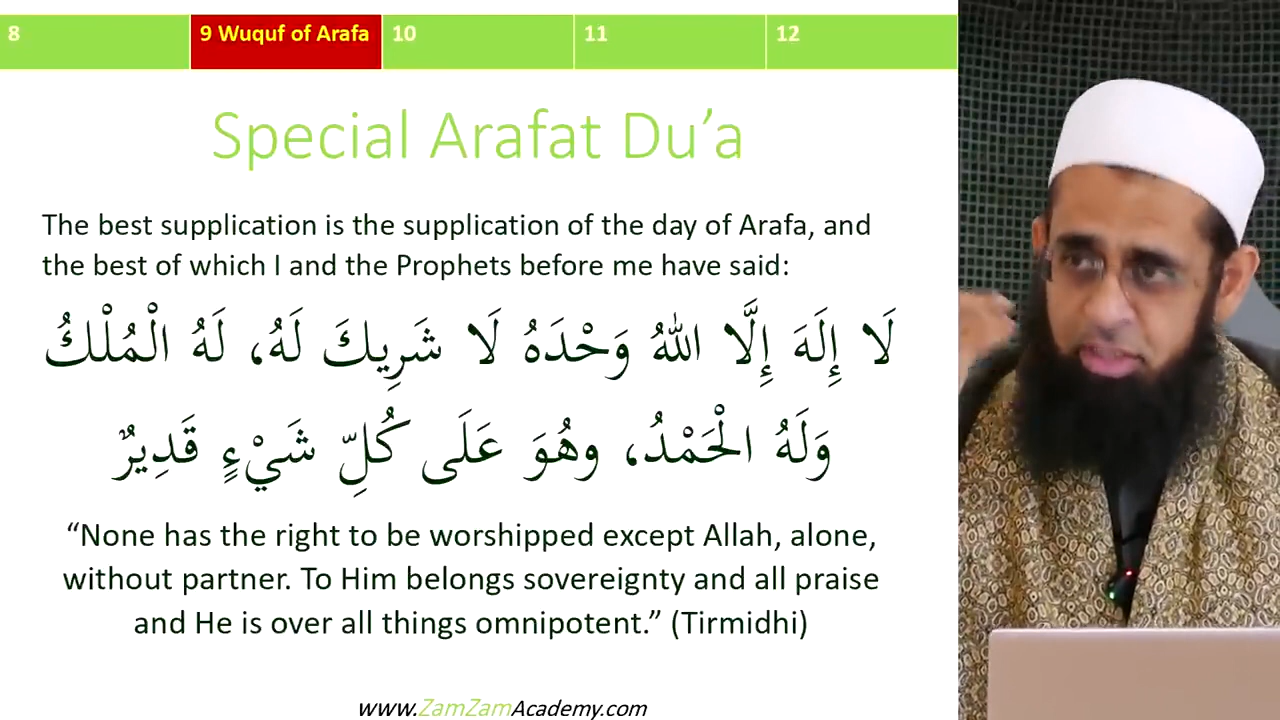 8
9 Wuquf of Arafa
10
11
12
Special Arafat Du’a
The best supplication is the supplication of the day of Arafa, and
the best of which I and the Prophets before me have said:
لَا إِلَهَ إِلَّا اللهُ وَحْدَهُ لَا شَرِيكَ لَهُ، لَهُ الْمُلْكُ
وَلَهُ الْحَمْدُ، وهُوَ عَلَى كُلِّ شَيْءٍ قَدِيرٌ
“None has the right to be worshipped except Allah, alone,
without partner. To Him belongs sovereignty and all praise
and He is over all things omnipotent.” (Tirmidhi)
www.ZamZamAcademy.com